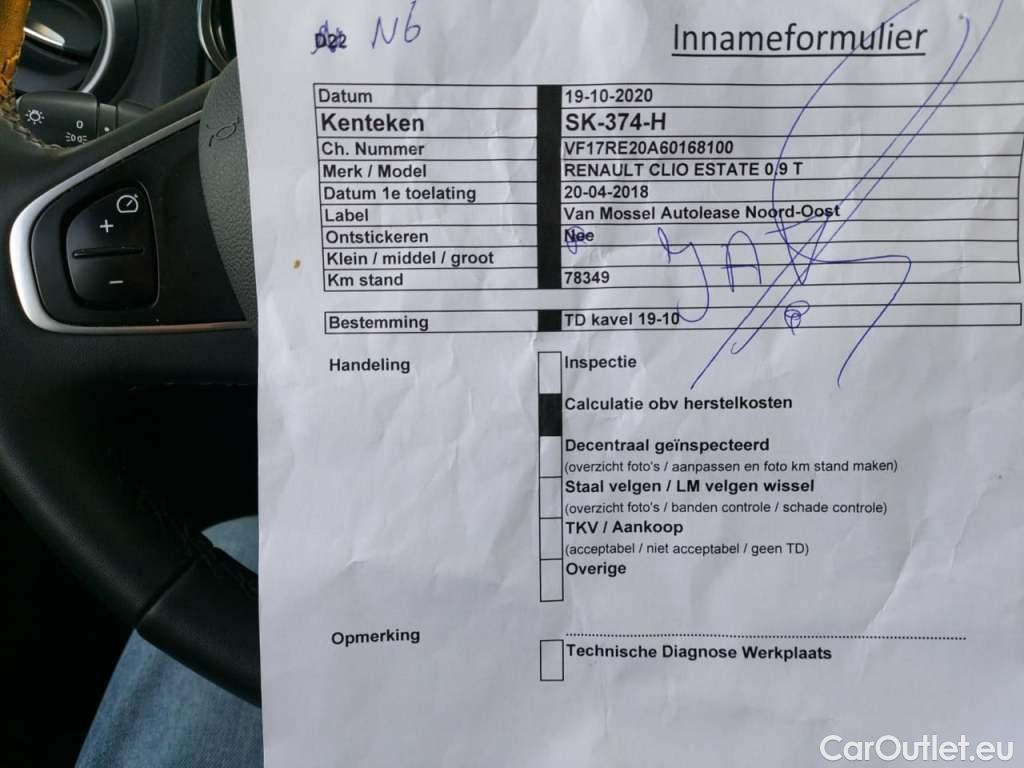 D22 N6
Innameformulier
Datum 19-10-2020
Kenteken SK-374-H
Ch. Nummer VF17RE20A60168100
Merk / Model RENAULT CLIO ESTATE 0.9 T
Datum 1e toelating 20-04-2018
Label Van Mossel Autolease Noord-Oost
Ontstickeren Nee JA
Klein / middel / groot
Km stand 78349
Bestemming TD kavel 19-10
Handeling Inspectie
Calculatie obv herstelkosten
Decentraal geïnspecteerd
(overzicht foto's / aanpassen en foto km stand maken)
Staal velgen / LM velgen wissel
(overzicht foto's / banden controle / schade controle)
TKV / Aankoop
(acceptabel / niet acceptabel / geen TD)
Overige
Opmerking
Technische Diagnose Werkplaats
0
+
−
CarOutlet.eu